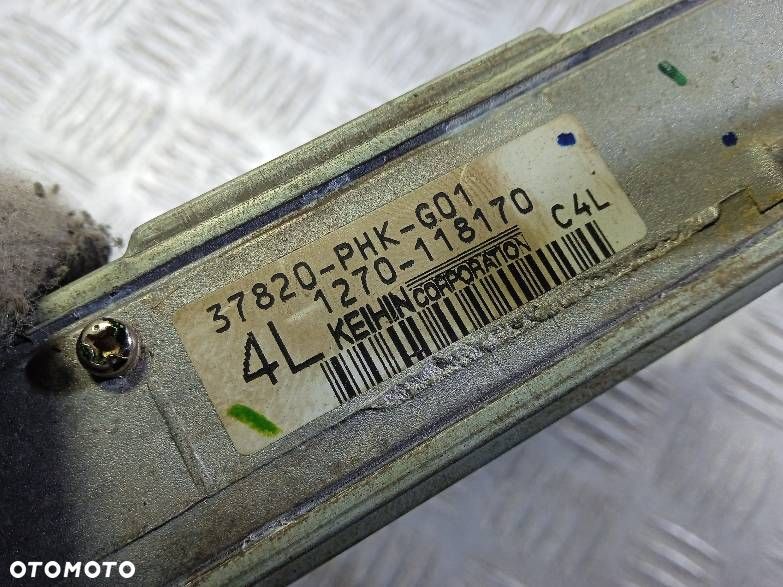 37820-PHK-G01
1270-118170 C4L
4L KEIHIN CORPORATION
OTOMOTO